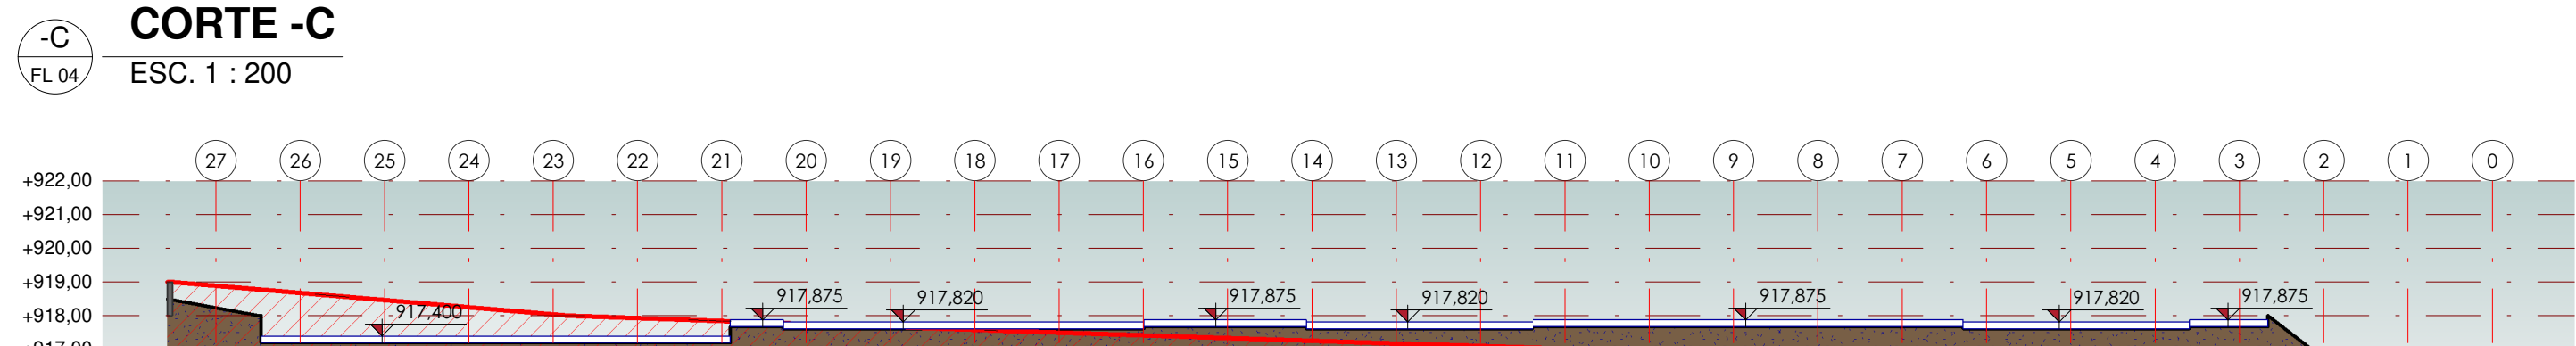 CORTE -C
-C
FL 04
ESC. 1 : 200
27 26 25 24 23 22 21 20 19 18 17 16 15 14 13 12 11 10 9 8 7 6 5 4 3 2 1 0
+922,00
+921,00
+920,00
+919,00
917,875 917,820 917,875 917,820 917,875 917,820 917,875
917,400
+918,00